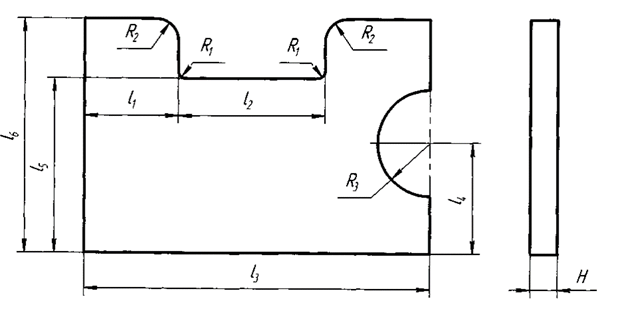 R₂ R₁ R₁ R₂
l₁ l₂
l₆ l₅
R₃ l₄
l₃ H